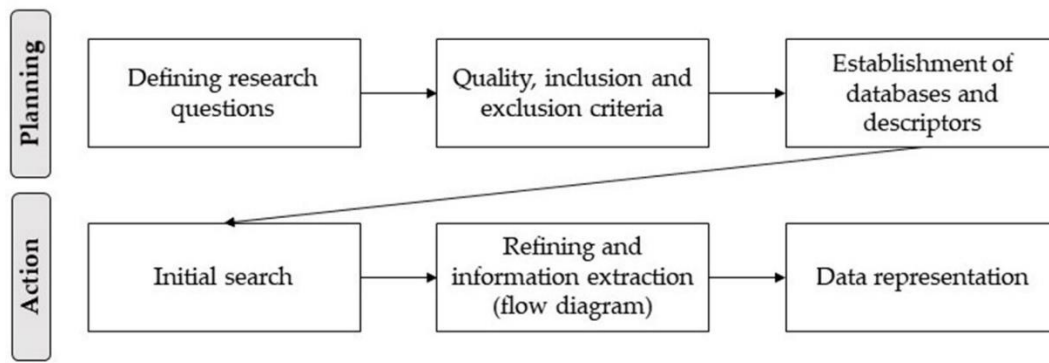 Planning
Defining research
questions
Quality, inclusion and
exclusion criteria
Establishment of
databases and
descriptors
Action
Initial search
Refining and
information extraction
(flow diagram)
Data representation